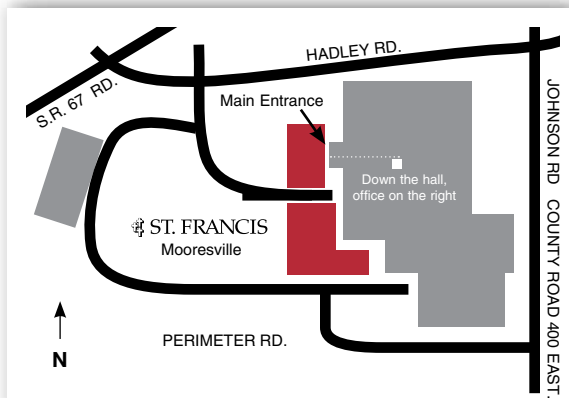 HADLEY RD.
S.R. 67 RD.
Main Entrance
Down the hall,
office on the right
ST. FRANCIS
Mooresville
PERIMETER RD.
N
JOHNSON RD COUNTY ROAD 400 EAST.